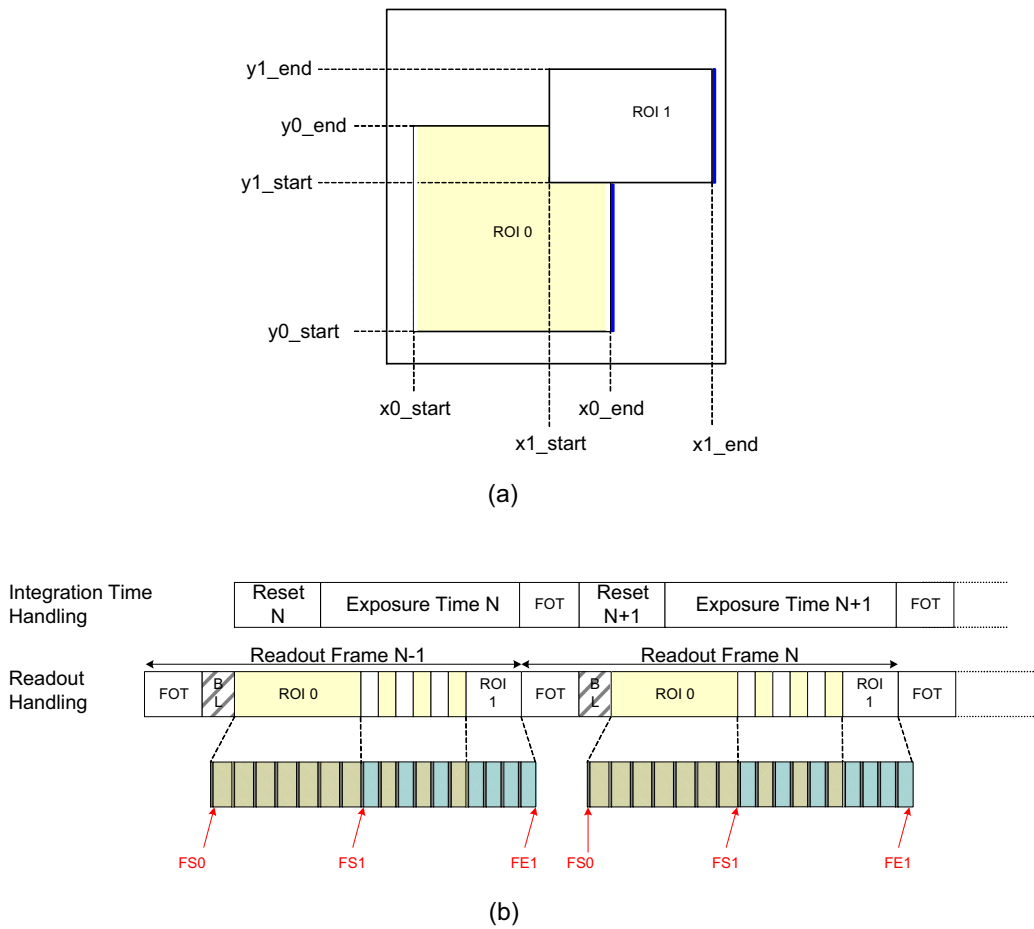 y1_end
ROI 1
y0_end
y1_start
ROI 0
y0_start
x0_start
x0_end
x1_start
x1_end
(a)
Integration Time
Handling
Reset
N
Exposure Time N
FOT
Reset
N+1
Exposure Time N+1
FOT
Readout Frame N-1
Readout Frame N
Readout
Handling
FOT
B
L
ROI 0
ROI
1
FOT
B
L
ROI 0
ROI
1
FOT
FS0
FS1
FE1
FS0
FS1
FE1
(b)